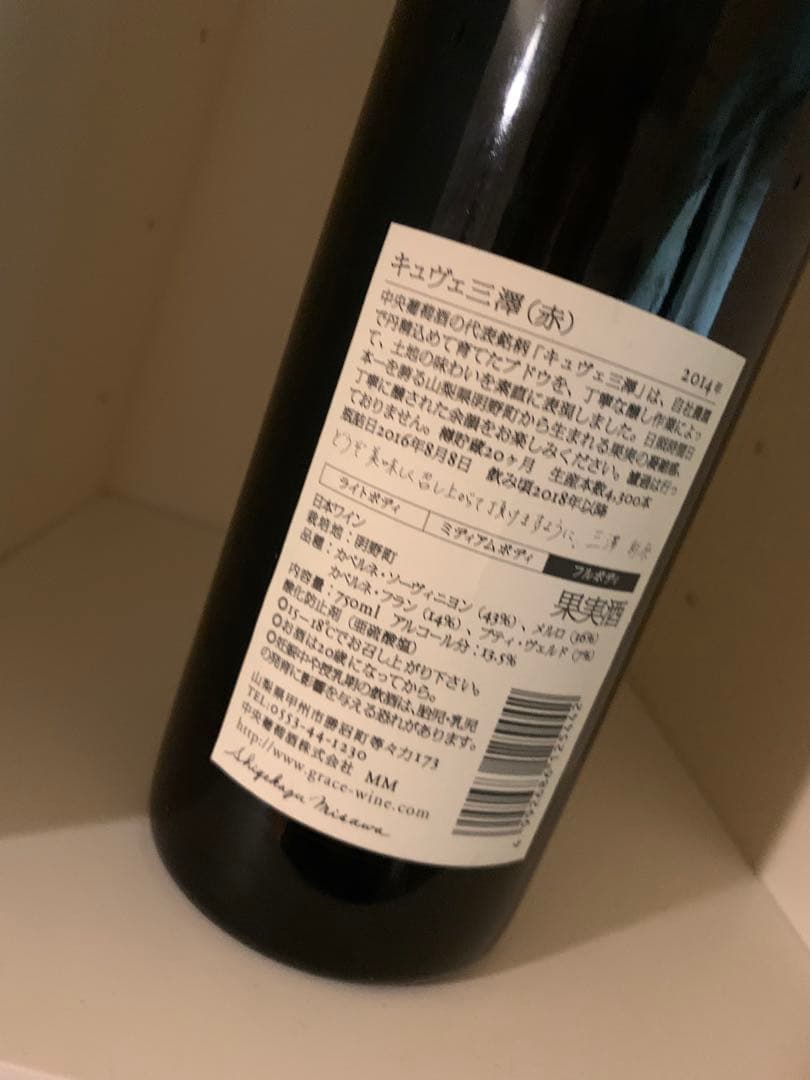 キュヴェ三澤（赤）
2014年
中央葡萄酒の代表銘柄「キュヴェ三澤」は、自社農園
で丹精込めて育てたブドウを、丁寧な醸し作業によっ
て、土地の味わいを素直に表現しました。日照時間日
本一を誇る山梨県明野町から生まれる果実の凝縮感、
丁寧に醸された余韻をお楽しみください。濾過は行っ
ておりません。 樽貯蔵20ヶ月 生産本数4,300本
瓶詰日2016年8月8日 飲み頃2018年以降
どうぞ美味しく召し上がって頂けますように、三澤
ライトボディ ミディアムボディ フルボディ
日本ワイン
果実酒
栽培地：明野町
品種：カベルネ・ソーヴィニヨン（43%）、メルロ（36%）
カベルネ・フラン（14%）、プティ・ヴェルド（7%）
内容量：750ml アルコール分：13.5%
酸化防止剤（亜硫酸塩）
○15－18℃でお召し上がり下さい。
○お酒は20歳になってから。
○妊娠中や授乳期の飲酒は、胎児・乳児
の発育に影響を与える恐れがあります。
山梨県甲州市勝沼町等々力173
TEL:0553-44-1230
中央葡萄酒株式会社 MM
http://www.grace-wine.com
Shigekazu Misawa
4 992686 125442